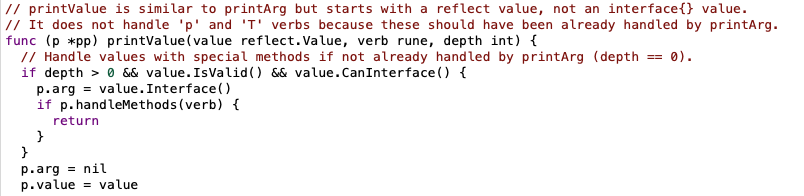 // printValue is similar to printArg but starts with a reflect value, not an interface{} value.
// It does not handle 'p' and 'T' verbs because these should have been already handled by printArg.
func (p *pp) printValue(value reflect.Value, verb rune, depth int) {
  // Handle values with special methods if not already handled by printArg (depth == 0).
  if depth > 0 && value.IsValid() && value.CanInterface() {
    p.arg = value.Interface()
    if p.handleMethods(verb) {
      return
    }
  }
  p.arg = nil
  p.value = value